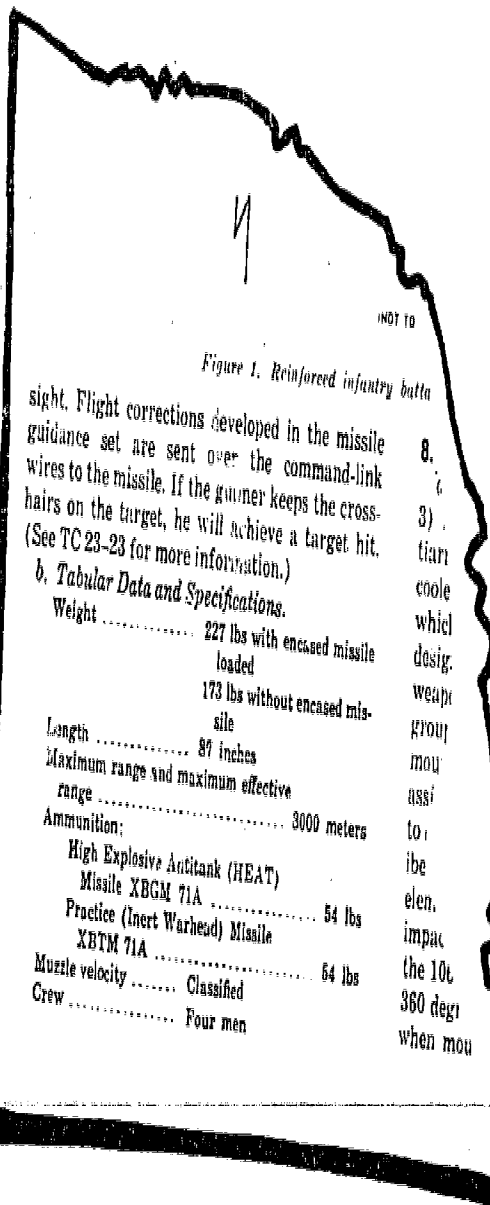 NOT TO
Figure 1. Reinforced infantry batta
sight. Flight corrections developed in the missile
guidance set are sent over the command-link
wires to the missile. If the gunner keeps the cross-
hairs on the target, he will achieve a target hit.
(See TC 23-23 for more information.)
b. Tabular Data and Specifications.
Weight ............. 227 lbs with encased missile
loaded
173 lbs without encased mis-
sile
Length .............. 87 inches
Maximum range and maximum effective
range ........................... 3000 meters
Ammunition:
High Explosive Antitank (HEAT)
Missile XBGM 71A ............... 54 lbs
Practice (Inert Warhead) Missile
XBTM 71A ...................... 54 lbs
Muzzle velocity ....... Classified
Crew ............... Four men
8.
3)
tian
coole
whicl
desig.
weap
group
mou
assi
to
ibe
elen.
impac
the 10
360 degr
when mou